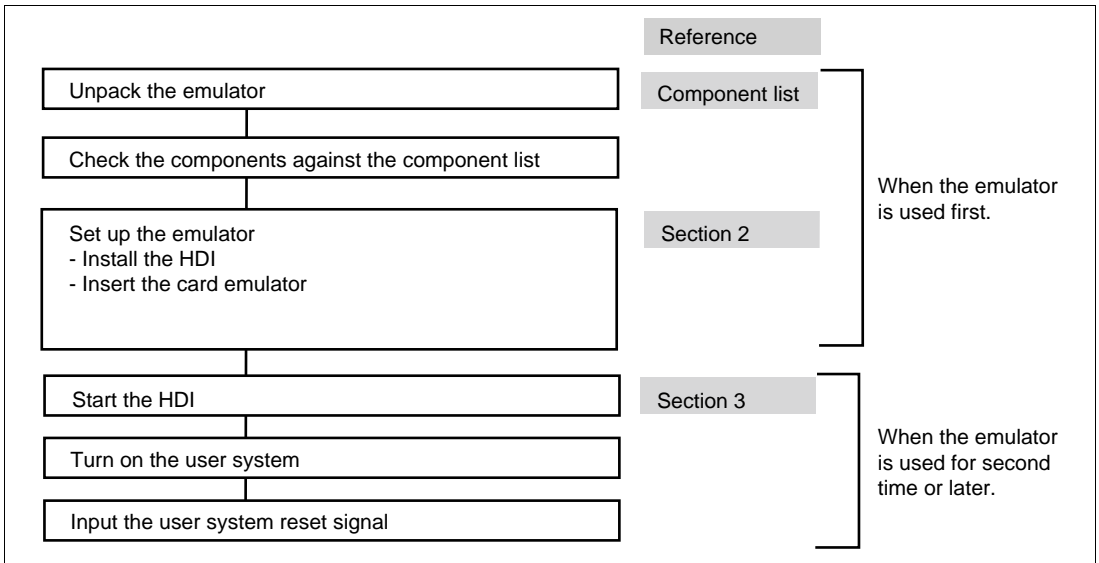 Reference
Unpack the emulator
Component list
Check the components against the component list
When the emulator
is used first.
Set up the emulator
- Install the HDI
- Insert the card emulator
Section 2
Start the HDI
Section 3
Turn on the user system
When the emulator
is used for second
time or later.
Input the user system reset signal